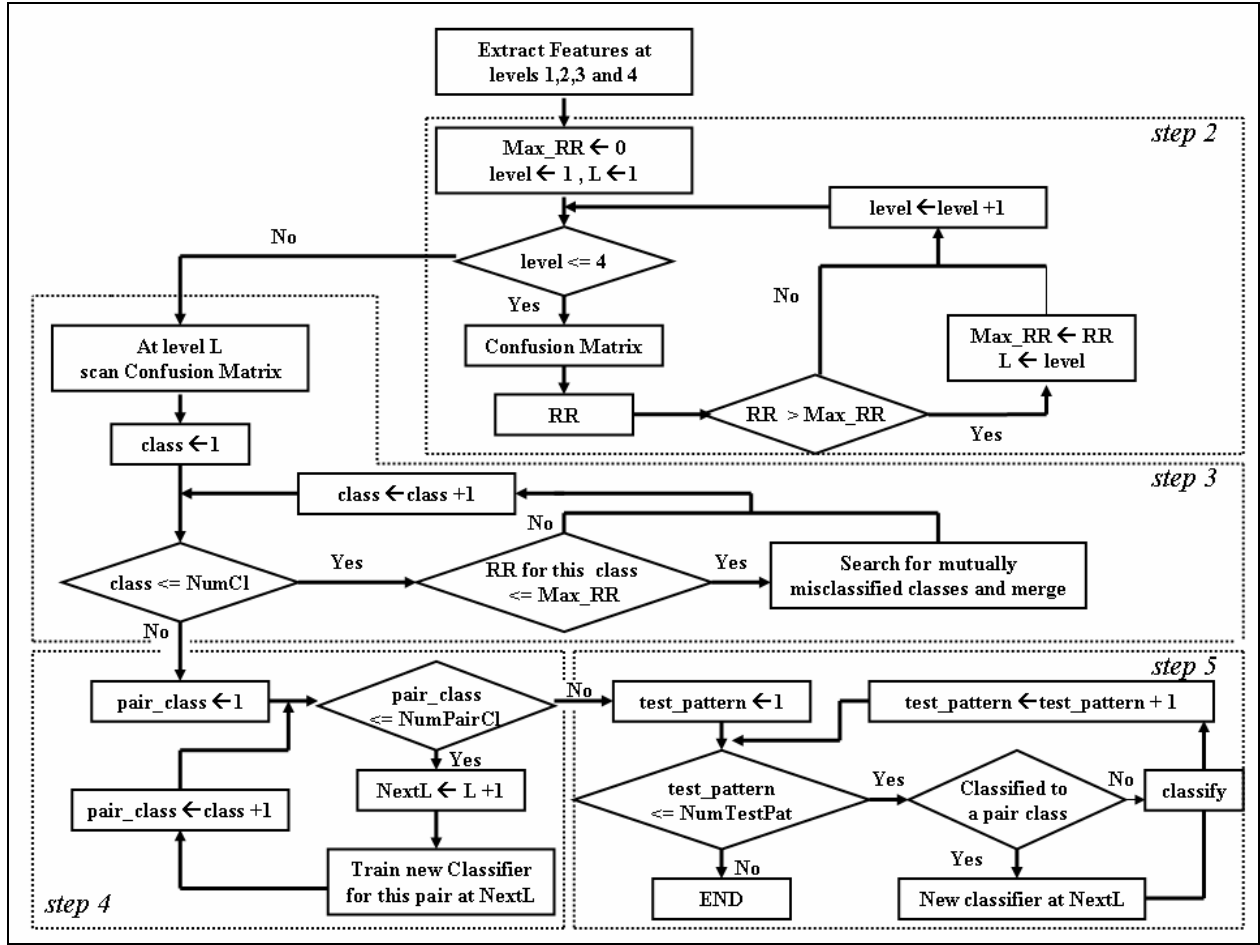 Extract Features at
levels 1,2,3 and 4
step 2
Max_RR ← 0
level ← 1 , L ← 1
level ← level +1
No
level <= 4
Yes
No
Confusion Matrix
Max_RR ← RR
L ← level
At level L
scan Confusion Matrix
RR
RR > Max_RR
Yes
class ← 1
step 3
class ← class +1
No
class <= NumCl
Yes
RR for this class
<= Max_RR
Yes
Search for mutually
misclassified classes and merge
No
step 5
pair_class ← 1
pair_class
<= NumPairCl
No
test_pattern ← 1
test_pattern ← test_pattern + 1
Yes
NextL ← L +1
pair_class ← class +1
Train new Classifier
for this pair at NextL
step 4
test_pattern
<= NumTestPat
Yes
Classified to
a pair class
No
classify
No
Yes
END
New classifier at NextL